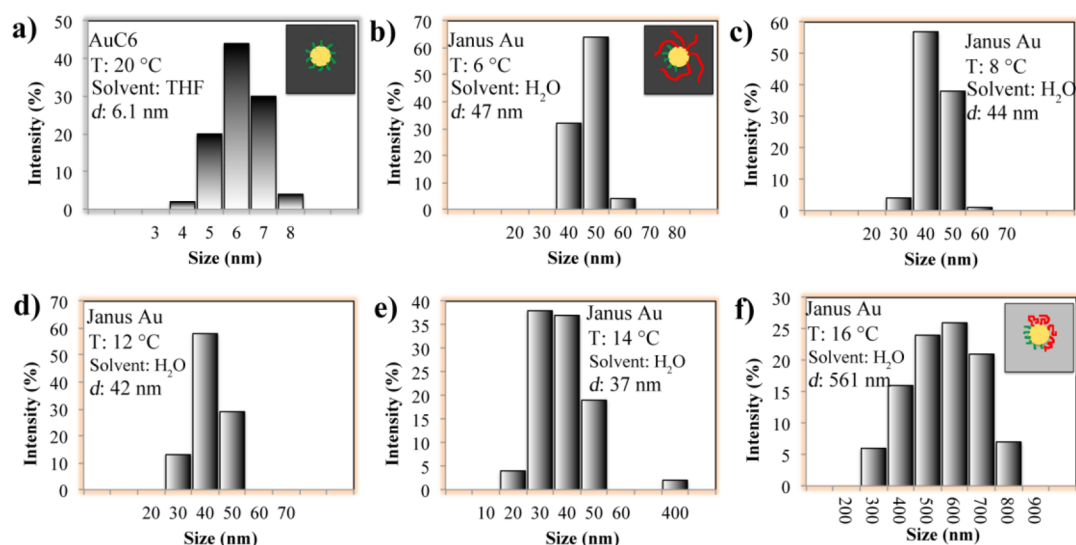 a)
50
40
30
20
10
0
Intensity (%)
AuC6
T: 20 °C
Solvent: THF
d: 6.1 nm
3 4 5 6 7 8
Size (nm)
b)
70
60
50
40
30
20
10
0
Intensity (%)
Janus Au
T: 6 °C
Solvent: H₂O
d: 47 nm
20 30 40 50 60 70 80
Size (nm)
c)
60
50
40
30
20
10
0
Intensity (%)
Janus Au
T: 8 °C
Solvent: H₂O
d: 44 nm
20 30 40 50 60 70
Size (nm)
d)
70
60
50
40
30
20
10
0
Intensity (%)
Janus Au
T: 12 °C
Solvent: H₂O
d: 42 nm
20 30 40 50 60 70
Size (nm)
e)
40
35
30
25
20
15
10
5
0
Intensity (%)
Janus Au
T: 14 °C
Solvent: H₂O
d: 37 nm
10 20 30 40 50 60 400
Size (nm)
f)
30
25
20
15
10
5
0
Intensity (%)
Janus Au
T: 16 °C
Solvent: H₂O
d: 561 nm
200 300 400 500 600 700 800 900
Size (nm)